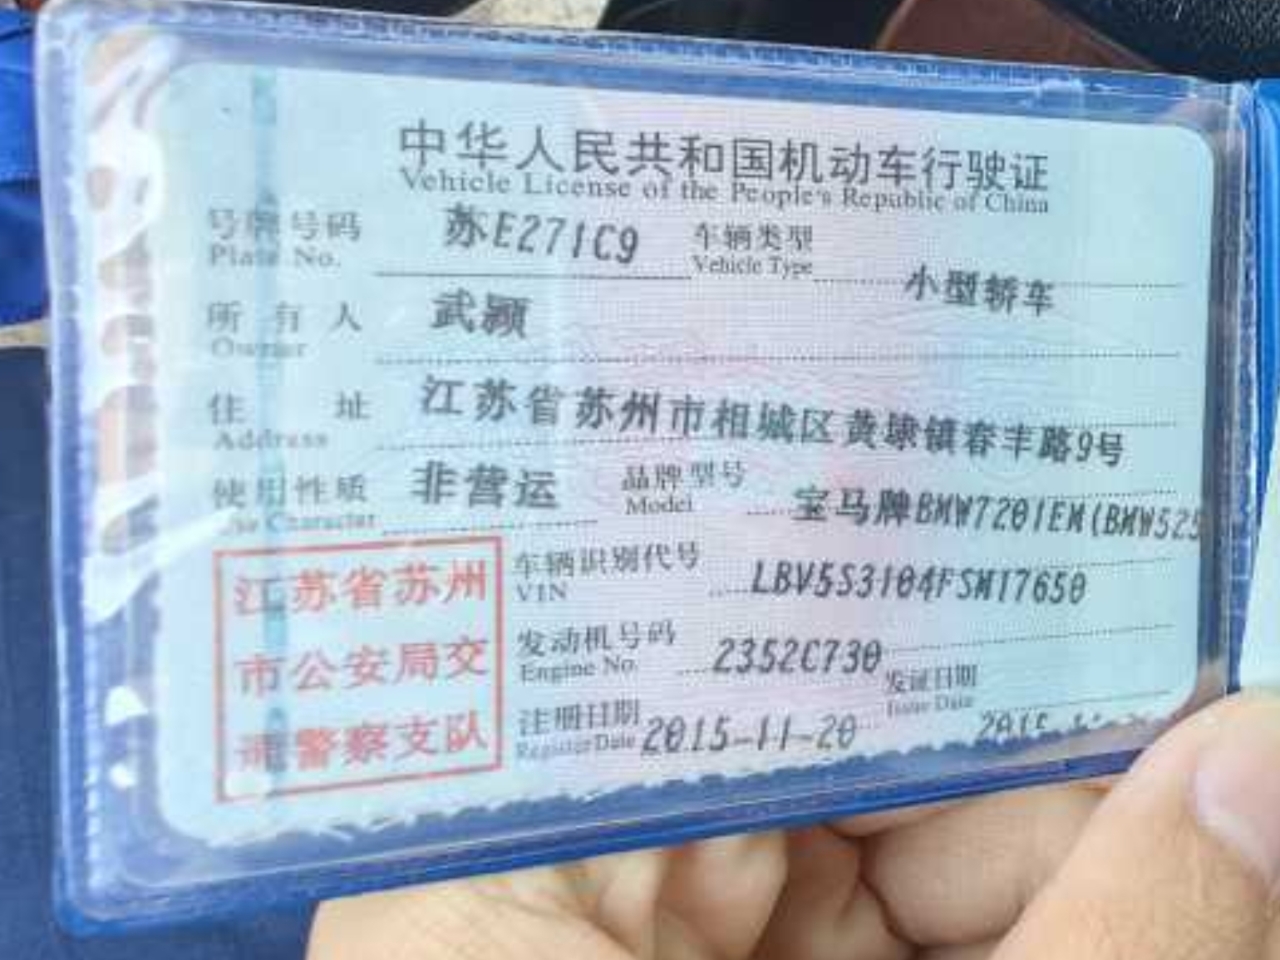 中华人民共和国机动车行驶证
Vehicle License of the People's Republic of China
号牌号码 苏E271C9 车辆类型 小型轿车
Plate No. Vehicle Type
所有人 武颍
Owner
住址 江苏省苏州市相城区黄埭镇春丰路9号
Address
使用性质 非营运 品牌型号 宝马牌BMW7201EM(BMW525
Use Character Model
江苏省苏州
市公安局交
警察支队
车辆识别代号 LBV5S3104FSM17650
VIN
发动机号码 2352C730
Engine No.
注册日期 2015-11-20 发证日期 2015-
Register Date Issue Date